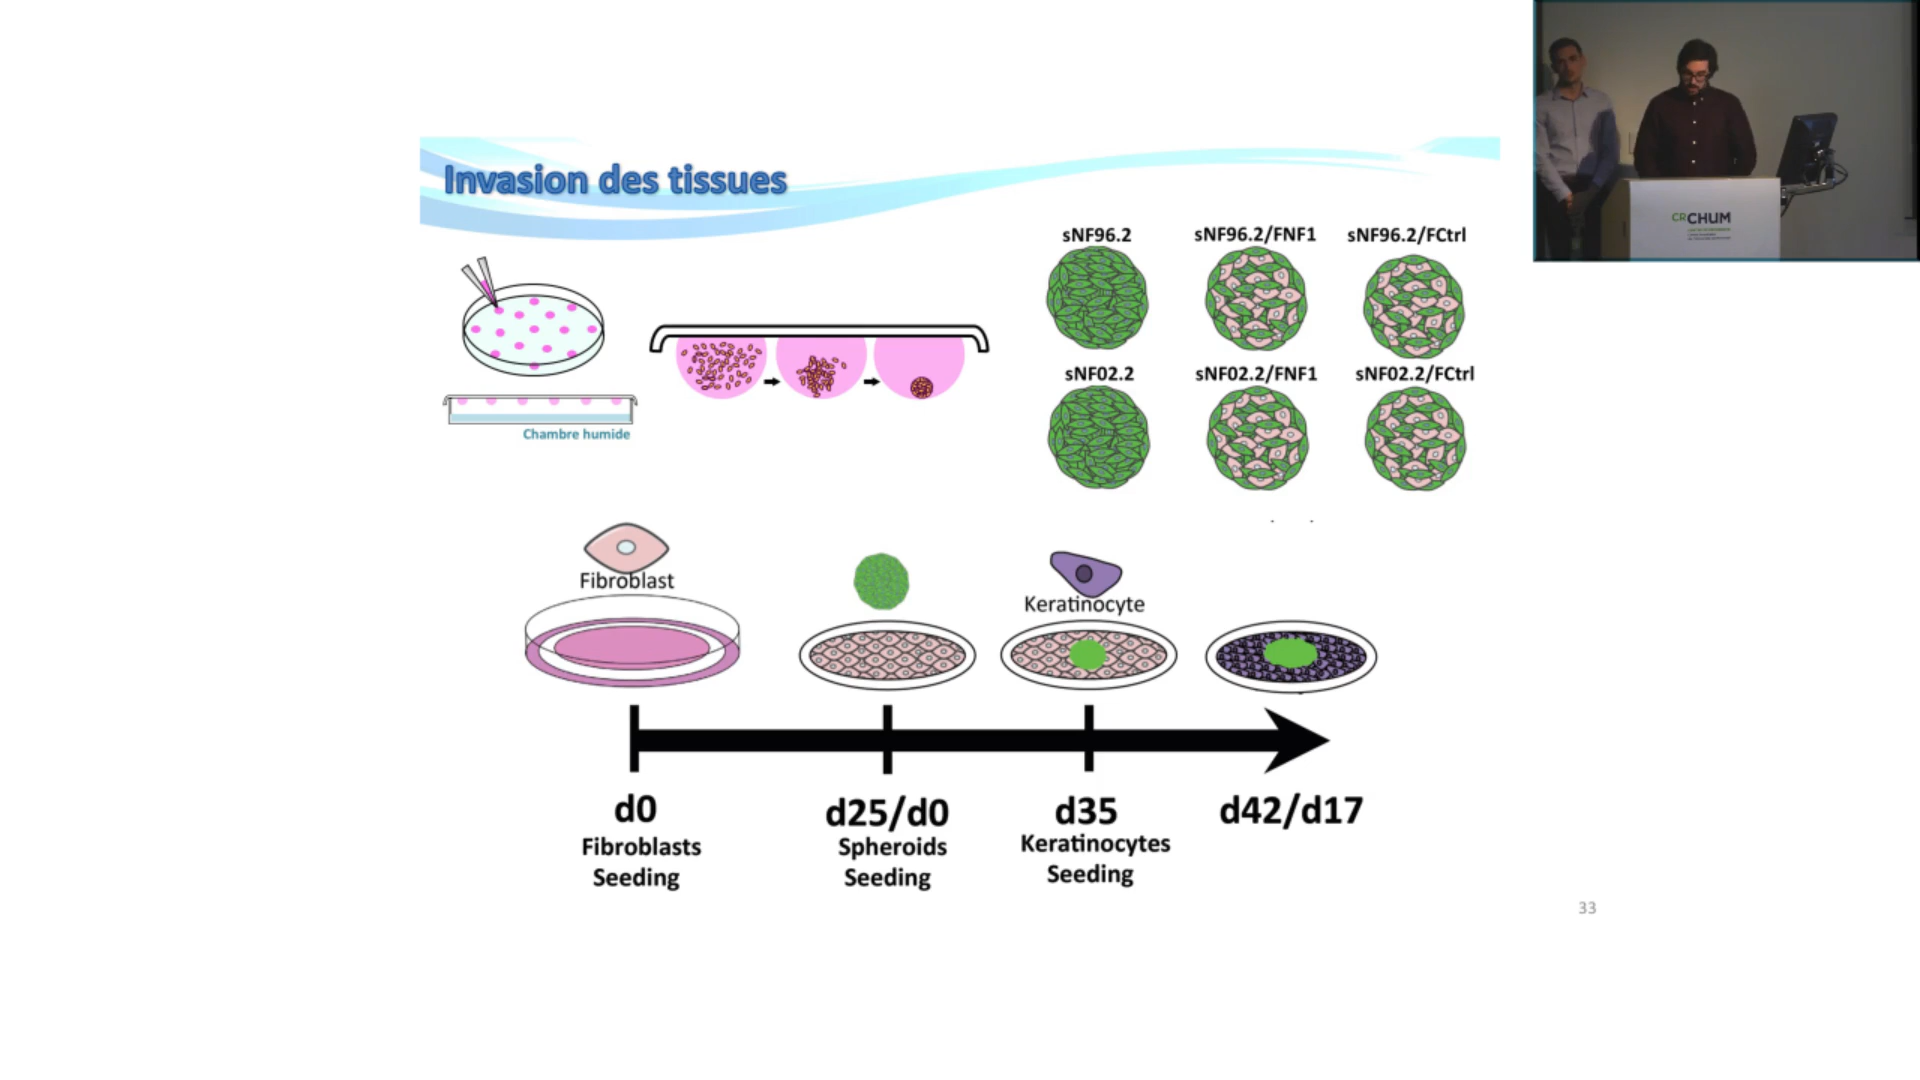 Invasion des tissues
sNF96.2
sNF96.2/FNF1
sNF96.2/FCtrl
sNF02.2
sNF02.2/FNF1
sNF02.2/FCtrl
Chambre humide
Fibroblast
Keratinocyte
d0
Fibroblasts
Seeding
d25/d0
Spheroids
Seeding
d35
Keratinocytes
Seeding
d42/d17
33
CRCHUM